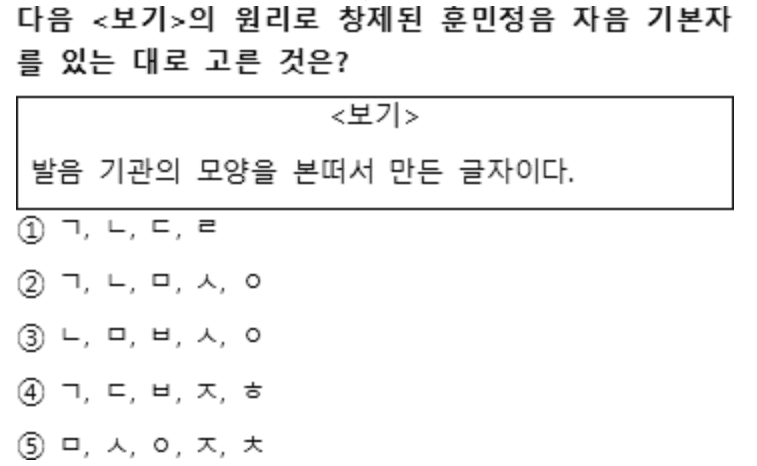 다음 <보기>의 원리로 창제된 훈민정음 자음 기본자
를 있는 대로 고른 것은?
<보기>
발음 기관의 모양을 본떠서 만든 글자이다.
① ㄱ, ㄴ, ㄷ, ㄹ
② ㄱ, ㄴ, ㅁ, ㅅ, ㅇ
③ ㄴ, ㅁ, ㅂ, ㅅ, ㅇ
④ ㄱ, ㄷ, ㅂ, ㅈ, ㅎ
⑤ ㅁ, ㅅ, ㅇ, ㅈ, ㅊ